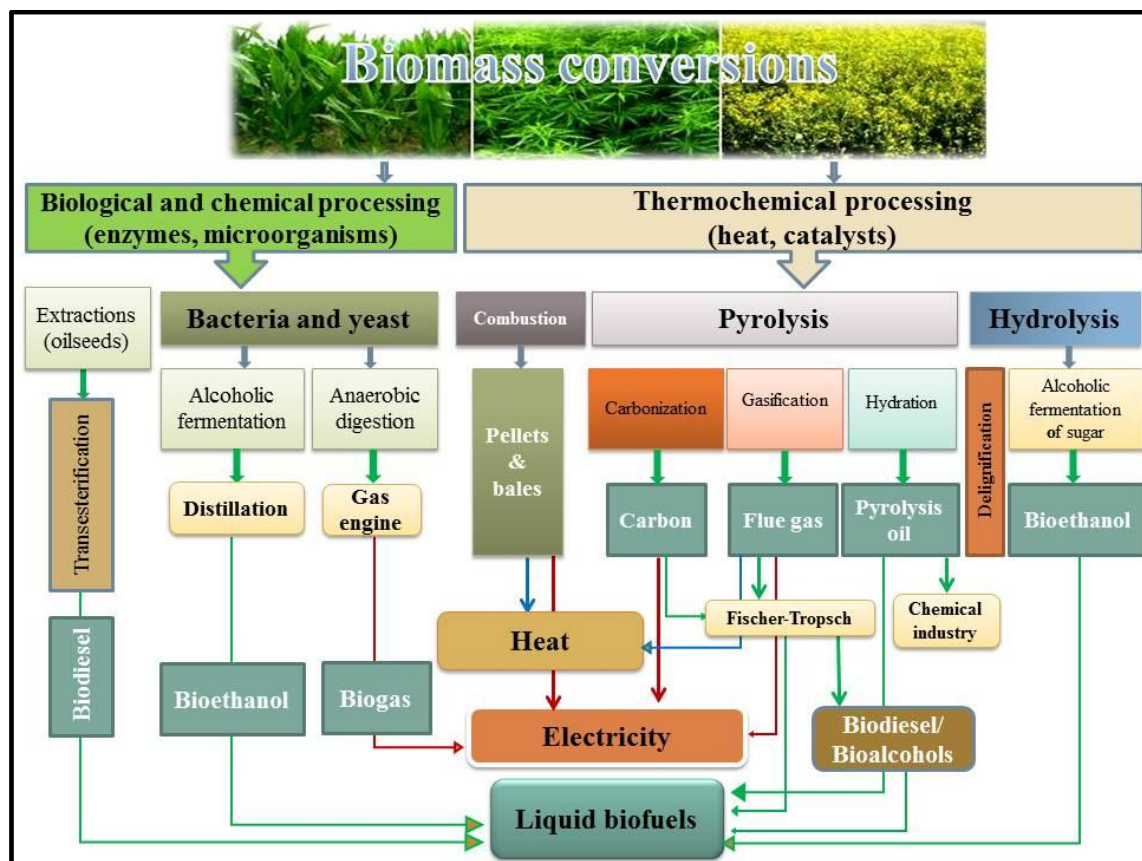 Biomass conversions
Biological and chemical processing
(enzymes, microorganisms)
Thermochemical processing
(heat, catalysts)
Extractions
(oilseeds)
Bacteria and yeast
Combustion
Pyrolysis
Hydrolysis
Transesterification
Alcoholic
fermentation
Anaerobic
digestion
Pellets
&
bales
Carbonization
Gasification
Hydration
Delignification
Alcoholic
fermentation
of sugar
Distillation
Gas
engine
Carbon
Flue gas
Pyrolysis
oil
Bioethanol
Heat
Fischer-Tropsch
Chemical
industry
Biodiesel
Bioethanol
Biogas
Electricity
Biodiesel/
Bioalcohols
Liquid biofuels